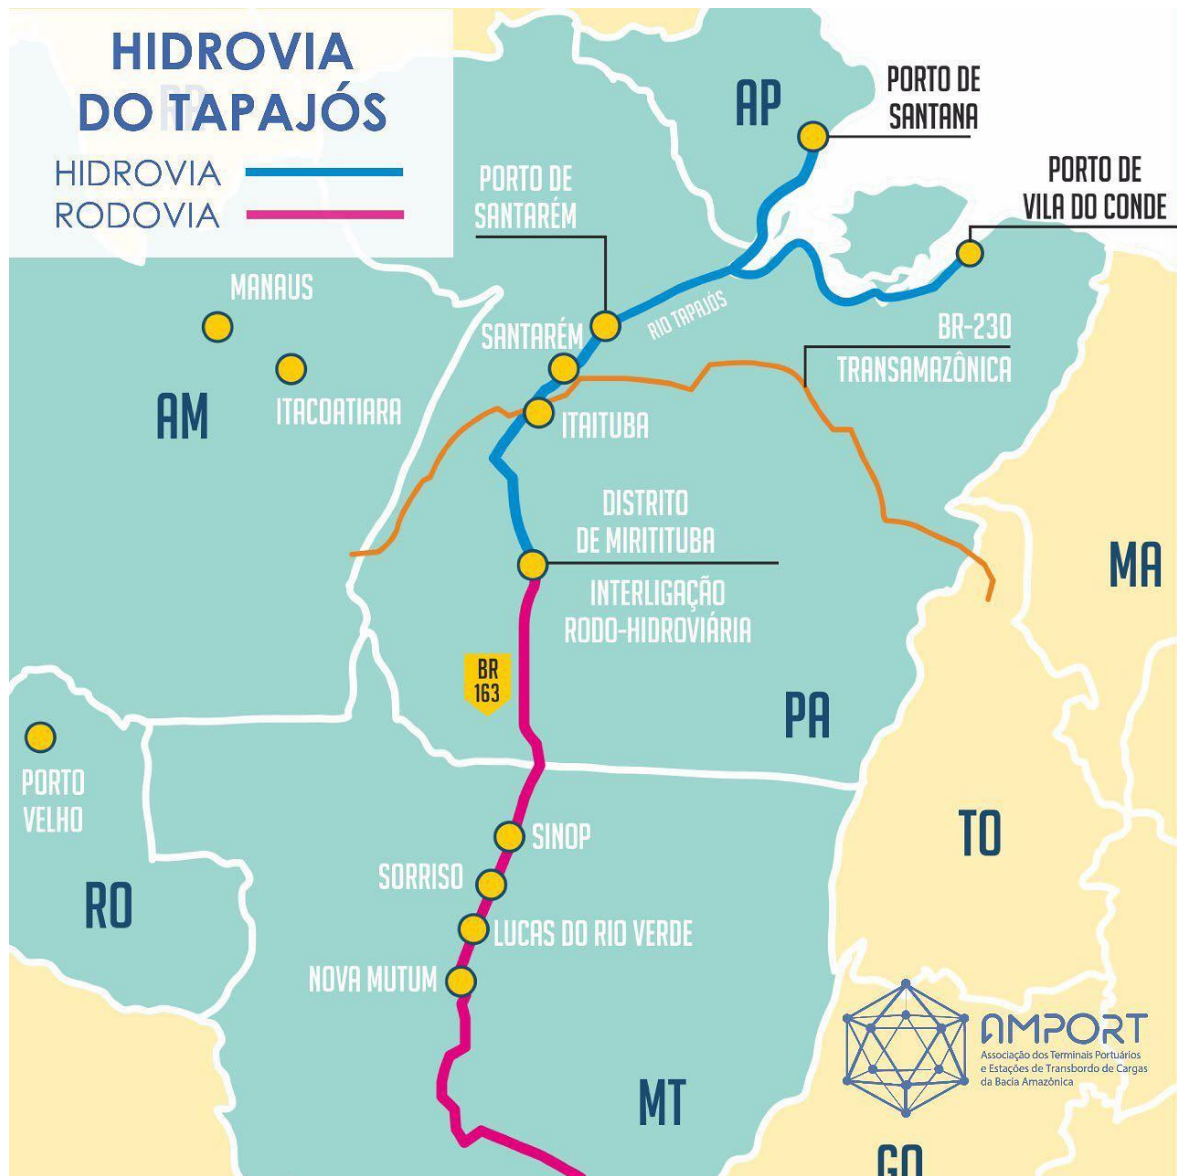 HIDROVIA
DO TAPAJÓS
HIDROVIA
RODOVIA
AP
PORTO DE
SANTANA
PORTO DE
SANTARÉM
PORTO DE
VILA DO CONDE
MANAUS
SANTARÉM
RIO TAPAJÓS
BR-230
TRANSAMAZÔNICA
ITACOATIARA
AM
ITAITUBA
DISTRITO
DE MIRITITUBA
INTERLIGAÇÃO
RODO-HIDROVIÁRIA
MA
BR
163
PA
PORTO
VELHO
TO
SINOP
SORRISO
RO
LUCAS DO RIO VERDE
NOVA MUTUM
AMPORT
Associação dos Terminais Portuários
e Estações de Transbordo de Cargas
da Bacia Amazônica
MT
GO